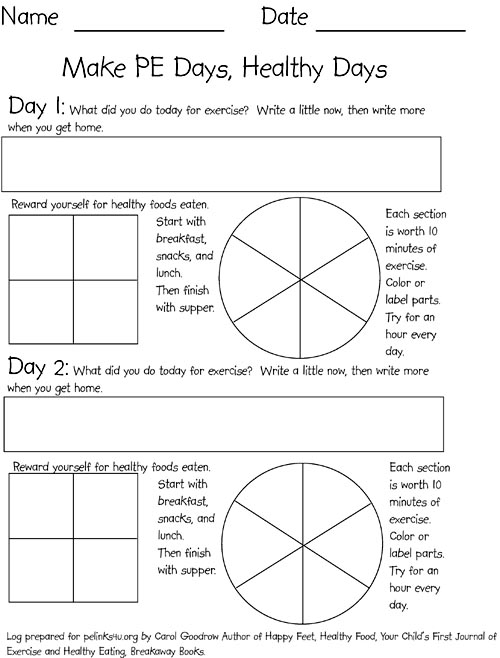 Name ______________ Date ______________
Make PE Days, Healthy Days
Day 1: What did you do today for exercise? Write a little now, then write more
when you get home.
Reward yourself for healthy foods eaten.
Start with
breakfast,
snacks, and
lunch.
Then finish
with supper.
Each section
is worth 10
minutes of
exercise.
Color or
label parts.
Try for an
hour every
day.
Day 2: What did you do today for exercise? Write a little now, then write more
when you get home.
Reward yourself for healthy foods eaten.
Start with
breakfast,
snacks, and
lunch.
Then finish
with supper.
Each section
is worth 10
minutes of
exercise.
Color or
label parts.
Try for an
hour every
day.
Log prepared for pelinks4u.org by Carol Goodrow Author of Happy Feet, Healthy Food, Your Child's First Journal of
Exercise and Healthy Eating, Breakaway Books.